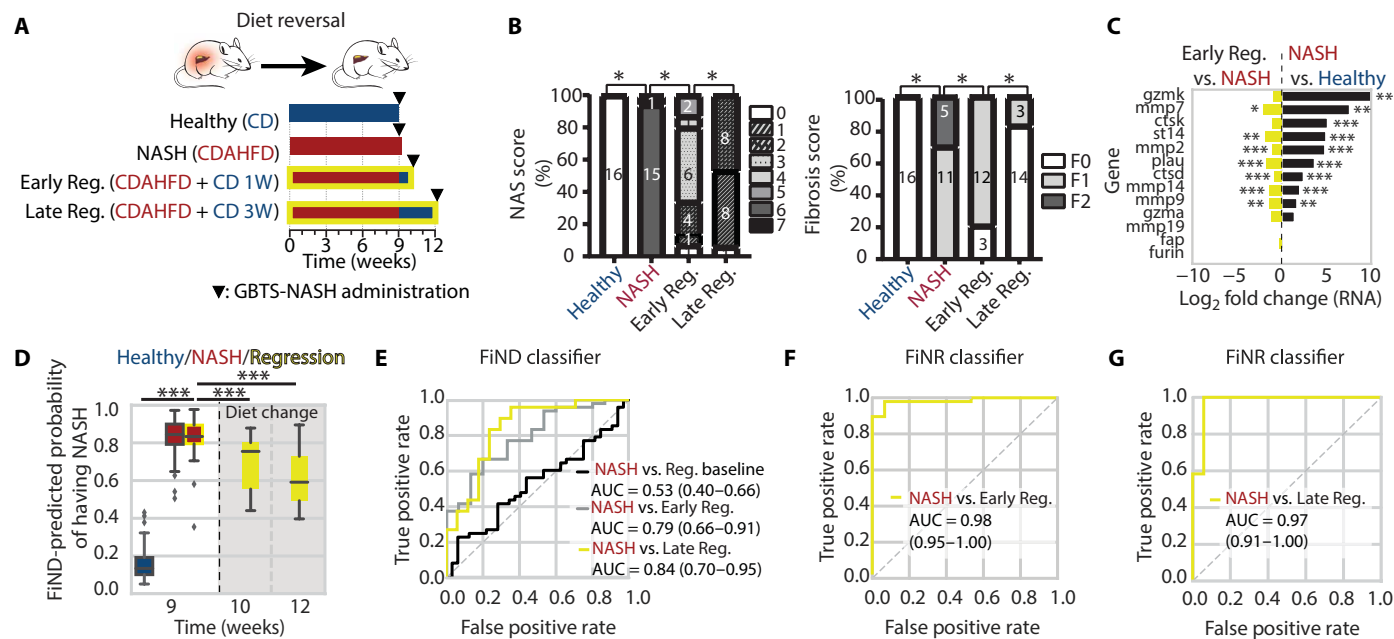 A
Diet reversal
Healthy (CD)
NASH (CDAHFD)
Early Reg. (CDAHFD + CD 1W)
Late Reg. (CDAHFD + CD 3W)
0 3 6 9 12
Time (weeks)
▼: GBTS-NASH administration
B
* * *
100
80
60
40
20
0
NAS score
(%)
16
1
15
2
6
4
1
8
8
0
1
2
3
4
5
6
7
Healthy
NASH
Early Reg.
Late Reg.
* * *
100
80
60
40
20
0
Fibrosis score
(%)
16
5
11
12
3
3
14
F0
F1
F2
Healthy
NASH
Early Reg.
Late Reg.
C
Early Reg. NASH
vs. NASH vs. Healthy
Gene
gzmk **
mmp7 * **
ctsk ***
st14 ** ***
mmp2 *** ***
plau *** ***
ctsd *** ***
mmp14 *** ***
mmp9 ** **
gzma
mmp19
fap
furin
−10 −5 0 5 10
Log2 fold change (RNA)
D
Healthy/NASH/Regression
***
*** ***
Diet change
FiND-predicted probability
of having NASH
1.0
0.8
0.6
0.4
0.2
0.0
9 10 12
Time (weeks)
E
FiND classifier
True positive rate
1.0
0.8
0.6
0.4
0.2
0.0
NASH vs. Reg. baseline
AUC = 0.53 (0.40−0.66)
NASH vs. Early Reg.
AUC = 0.79 (0.66−0.91)
NASH vs. Late Reg.
AUC = 0.84 (0.70−0.95)
0.0 0.2 0.4 0.6 0.8 1.0
False positive rate
F
FiNR classifier
True positive rate
1.0
0.8
0.6
0.4
0.2
0.0
NASH vs. Early Reg.
AUC = 0.98
(0.95−1.00)
0.0 0.2 0.4 0.6 0.8 1.0
False positive rate
G
FiNR classifier
True positive rate
1.0
0.8
0.6
0.4
0.2
0.0
NASH vs. Late Reg.
AUC = 0.97
(0.91−1.00)
0.0 0.2 0.4 0.6 0.8 1.0
False positive rate